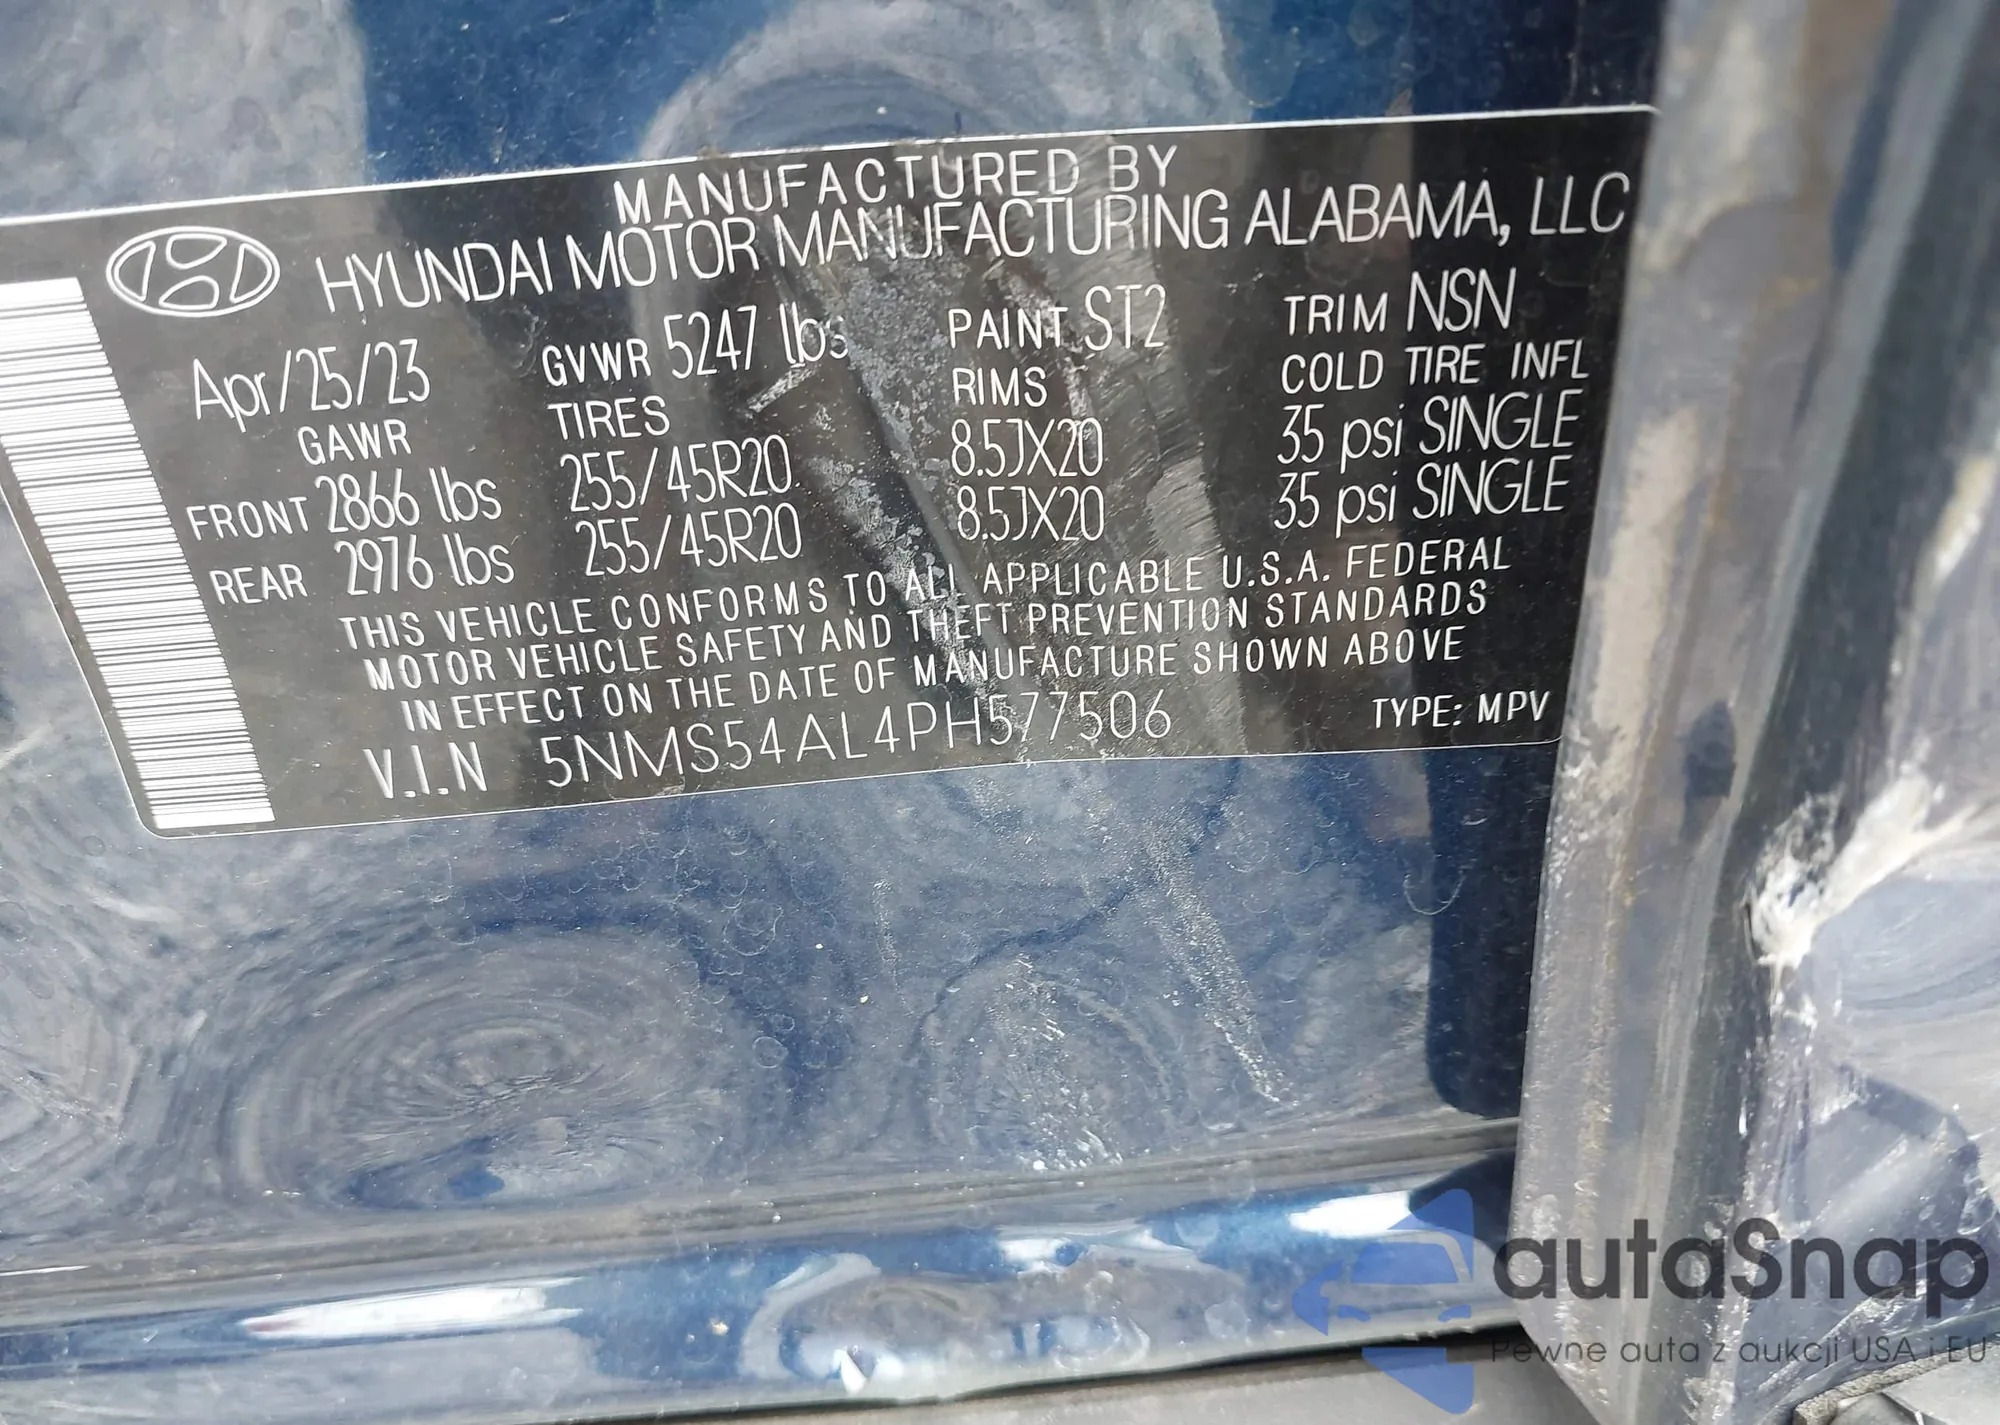 MANUFACTURED BY
HYUNDAI MOTOR MANUFACTURING ALABAMA, LLC
Apr/25/23 GVWR 5247 lbs PAINT ST2 TRIM NSN
GAWR TIRES RIMS COLD TIRE INFL
FRONT 2866 lbs 255/45R20 8.5JX20 35 psi SINGLE
REAR 2976 lbs 255/45R20 8.5JX20 35 psi SINGLE
THIS VEHICLE CONFORMS TO ALL APPLICABLE U.S.A. FEDERAL
MOTOR VEHICLE SAFETY AND THEFT PREVENTION STANDARDS
IN EFFECT ON THE DATE OF MANUFACTURE SHOWN ABOVE
V.I.N 5NMS54AL4PH577506 TYPE: MPV
autaSnap
Pewne auta z aukcji USA i EU